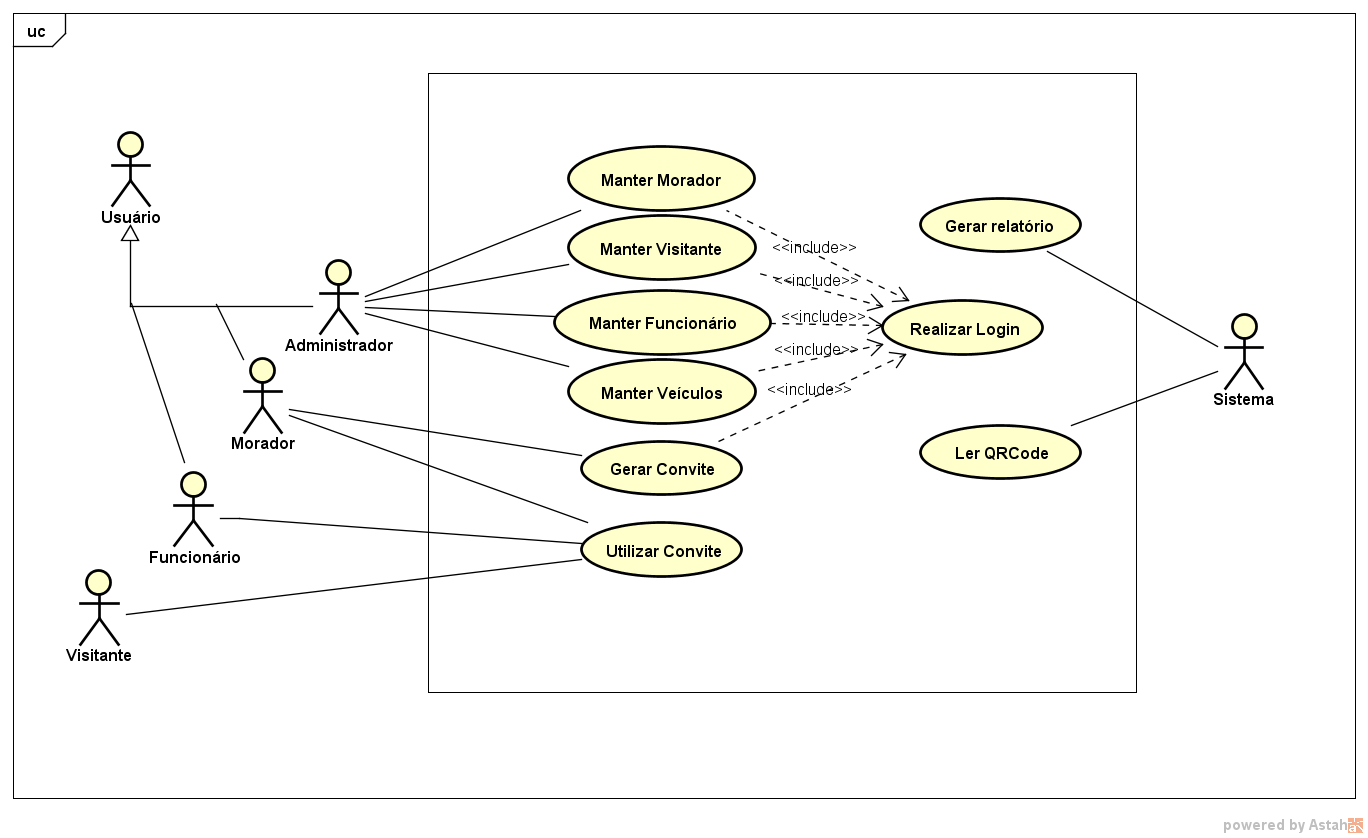 uc
Usuário
Administrador
Morador
Funcionário
Visitante
Manter Morador
Manter Visitante
Manter Funcionário
Manter Veículos
Gerar Convite
Utilizar Convite
<<include>>
<<include>>
<<include>>
<<include>>
<<include>>
Gerar relatório
Realizar Login
Ler QRCode
Sistema
powered by Astah